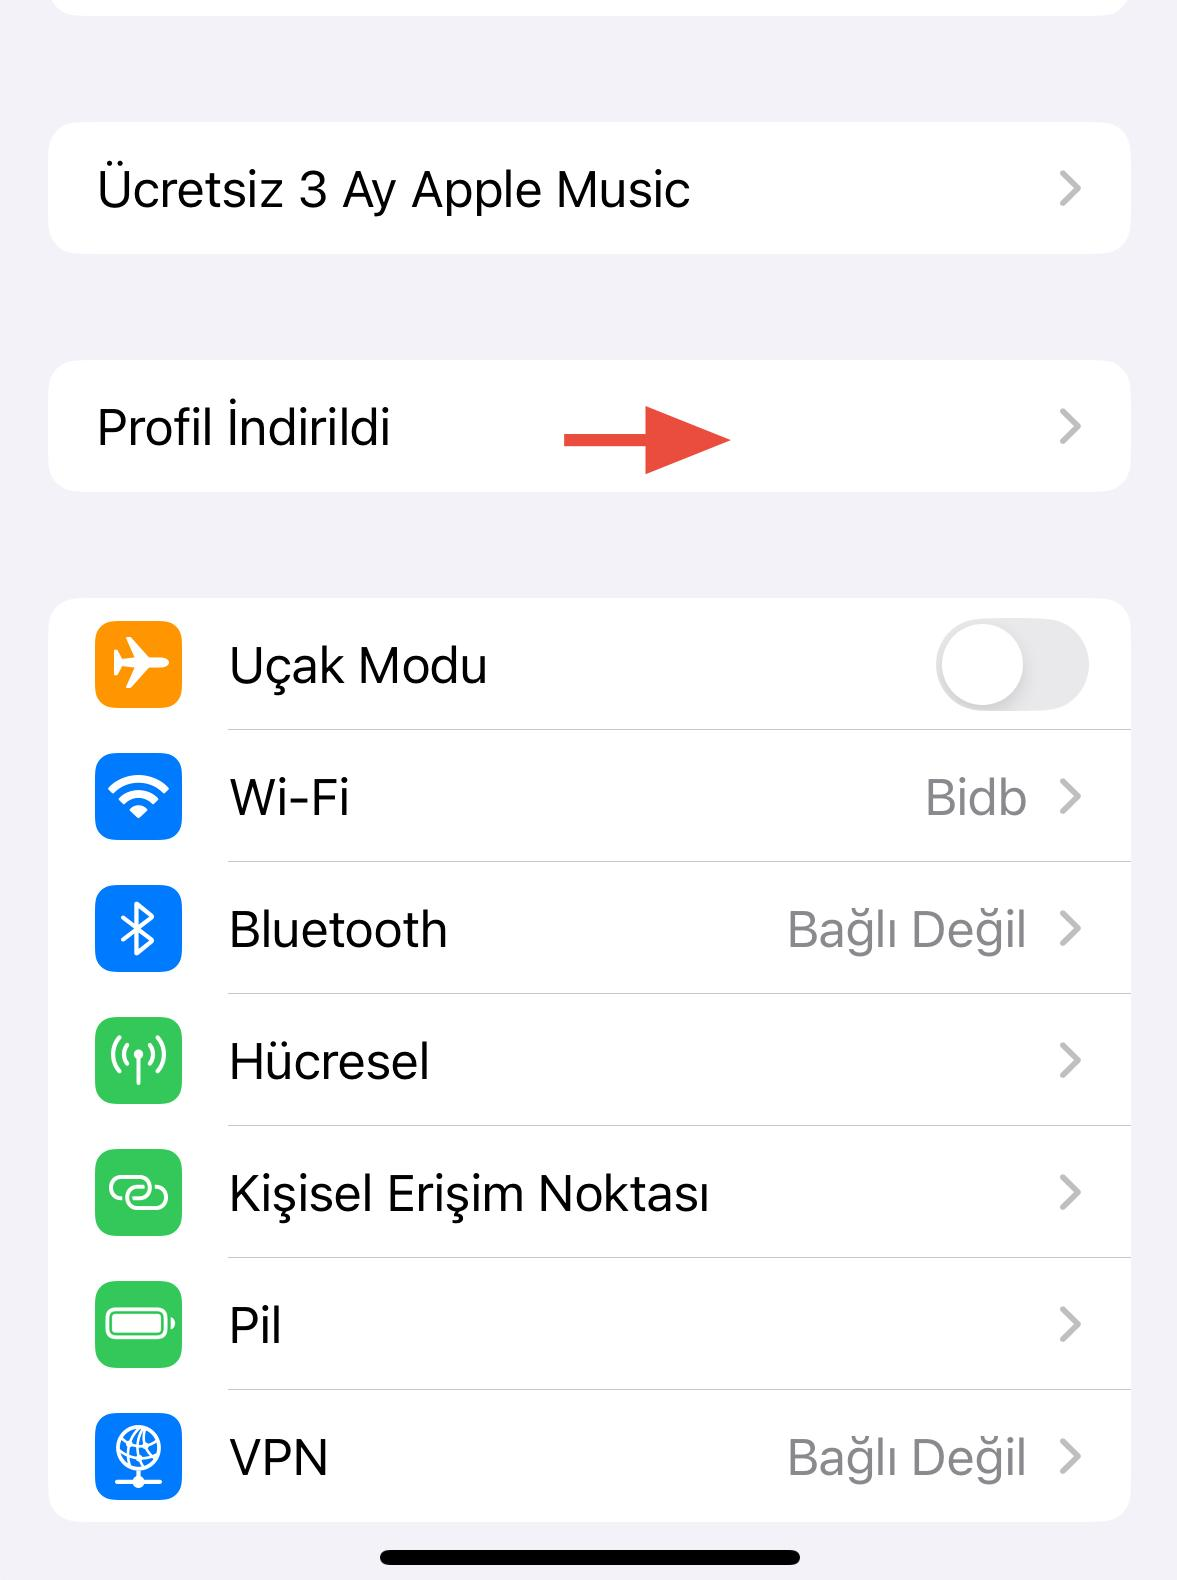 Ücretsiz 3 Ay Apple Music
Profil İndirildi
Uçak Modu
Wi-Fi Bidb
Bluetooth Bağlı Değil
Hücresel
Kişisel Erişim Noktası
Pil
VPN Bağlı Değil